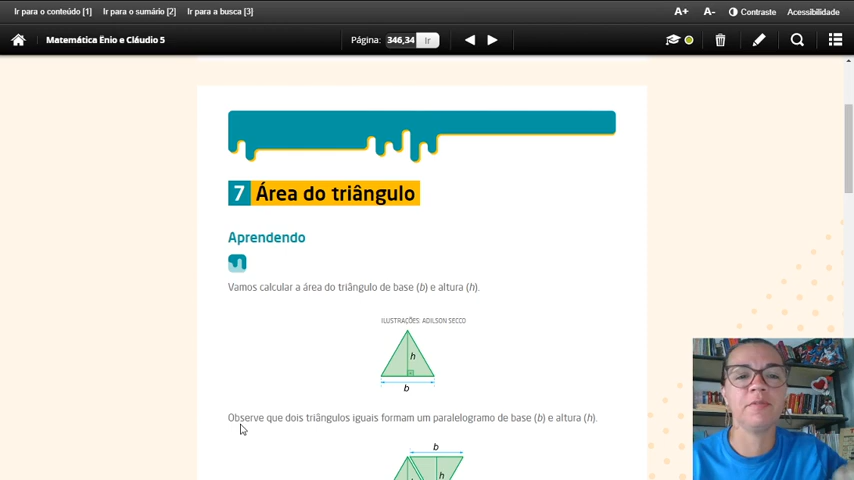 Ir para o conteúdo [1] Ir para o sumário [2] Ir para a busca [3] A+ A- Contraste Acessibilidade
Matemática Enio e Cláudio 5 Página: 346,34 Ir
7 Área do triângulo
Aprendendo
Vamos calcular a área do triângulo de base (b) e altura (h).
ILUSTRAÇÕES: ADILSON SECCO
h
b
Observe que dois triângulos iguais formam um paralelogramo de base (b) e altura (h).
b
h